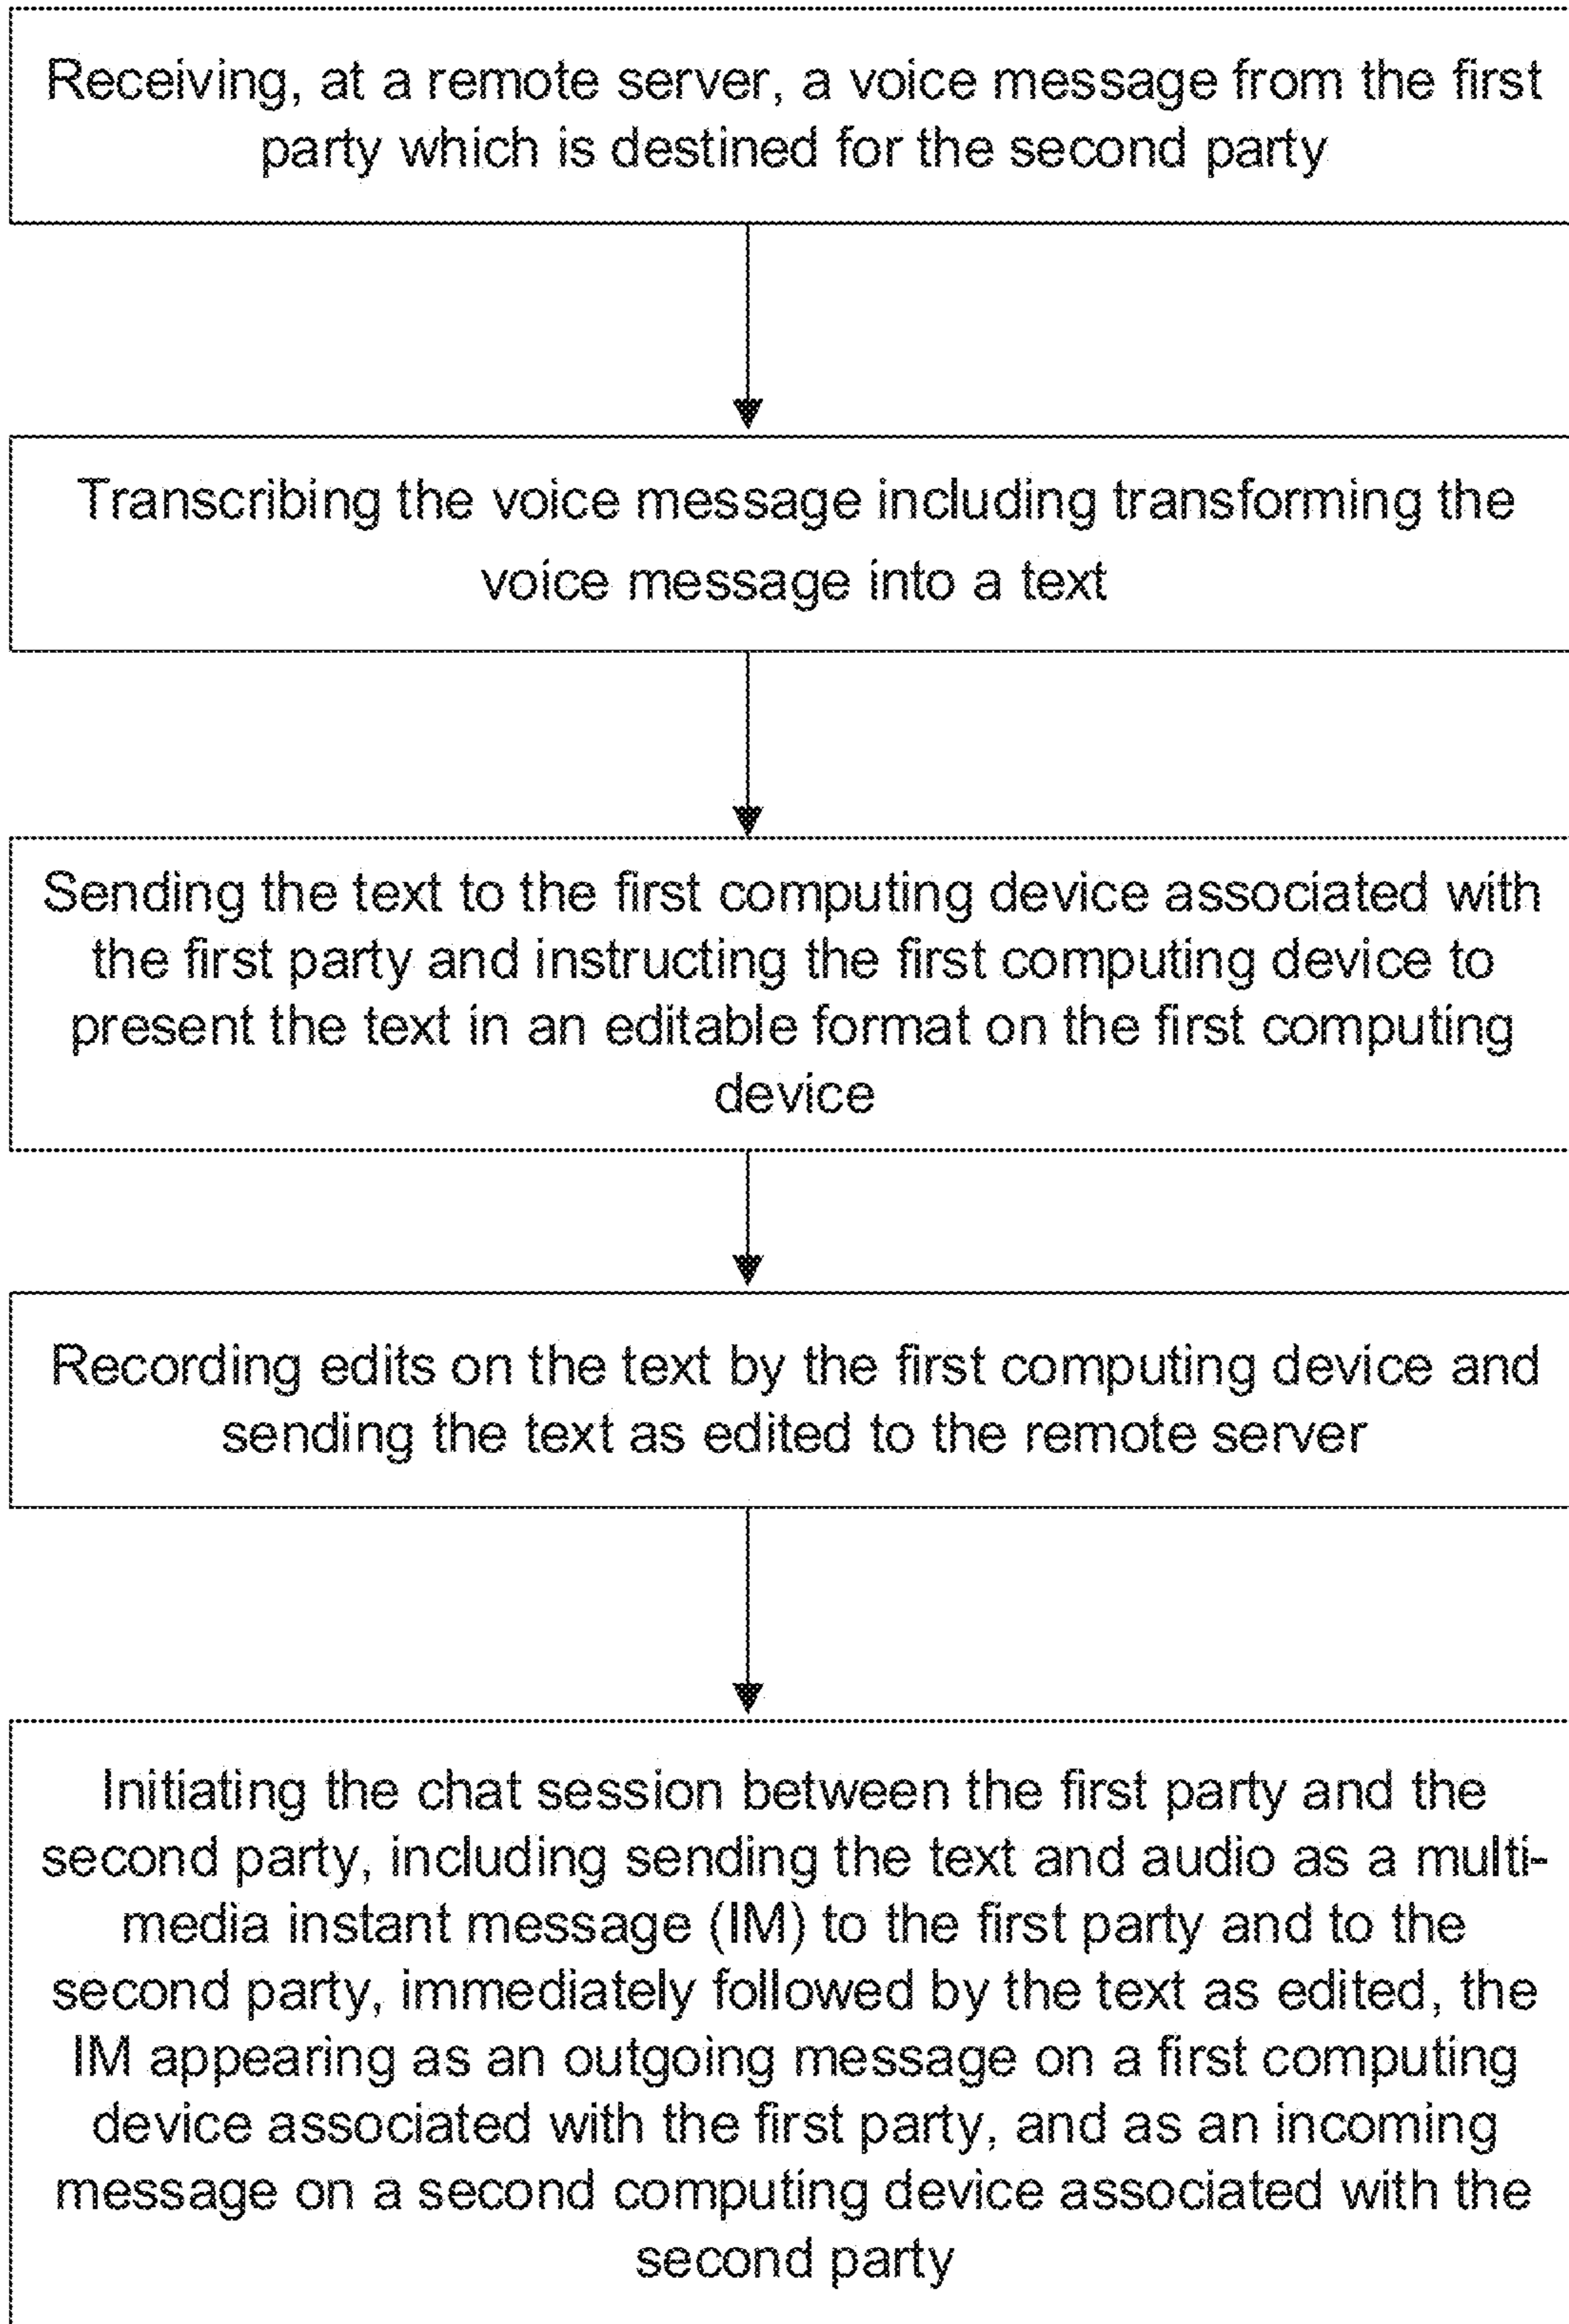 Receiving, at a remote server, a voice message from the first
party which is destined for the second party
Transcribing the voice message including transforming the
voice message into a text
Sending the text to the first computing device associated with
the first party and instructing the first computing device to
present the text in an editable format on the first computing
device
Recording edits on the text by the first computing device and
sending the text as edited to the remote server
Initiating the chat session between the first party and the
second party, including sending the text and audio as a multi-
media instant message (IM) to the first party and to the
second party, immediately followed by the text as edited, the
IM appearing as an outgoing message on a first computing
device associated with the first party, and as an incoming
message on a second computing device associated with the
second party